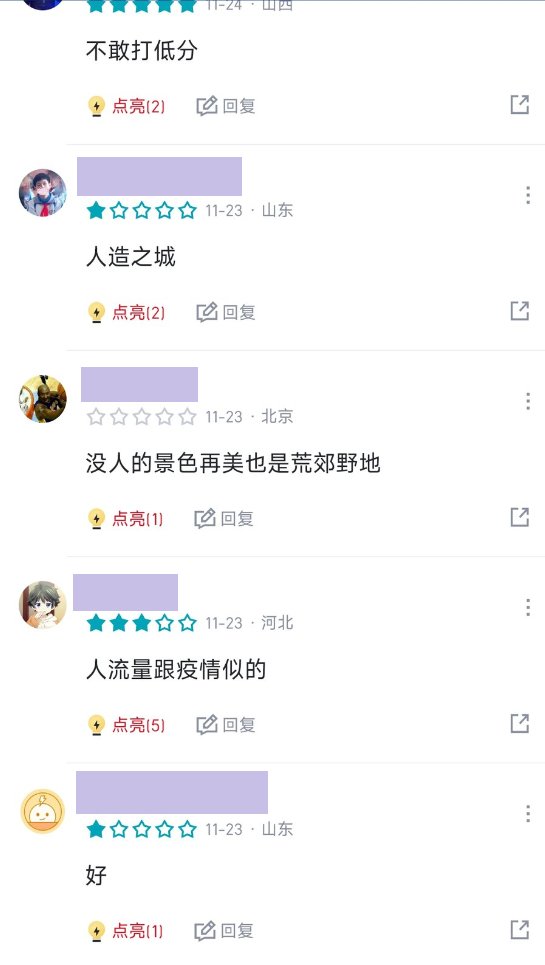 11-24 · 山西
不敢打低分
点亮(2) 回复
11-23 · 山东
人造之城
点亮(2) 回复
11-23 · 北京
没人的景色再美也是荒郊野地
点亮(1) 回复
11-23 · 河北
人流量跟疫情似的
点亮(5) 回复
11-23 · 山东
好
点亮(1) 回复